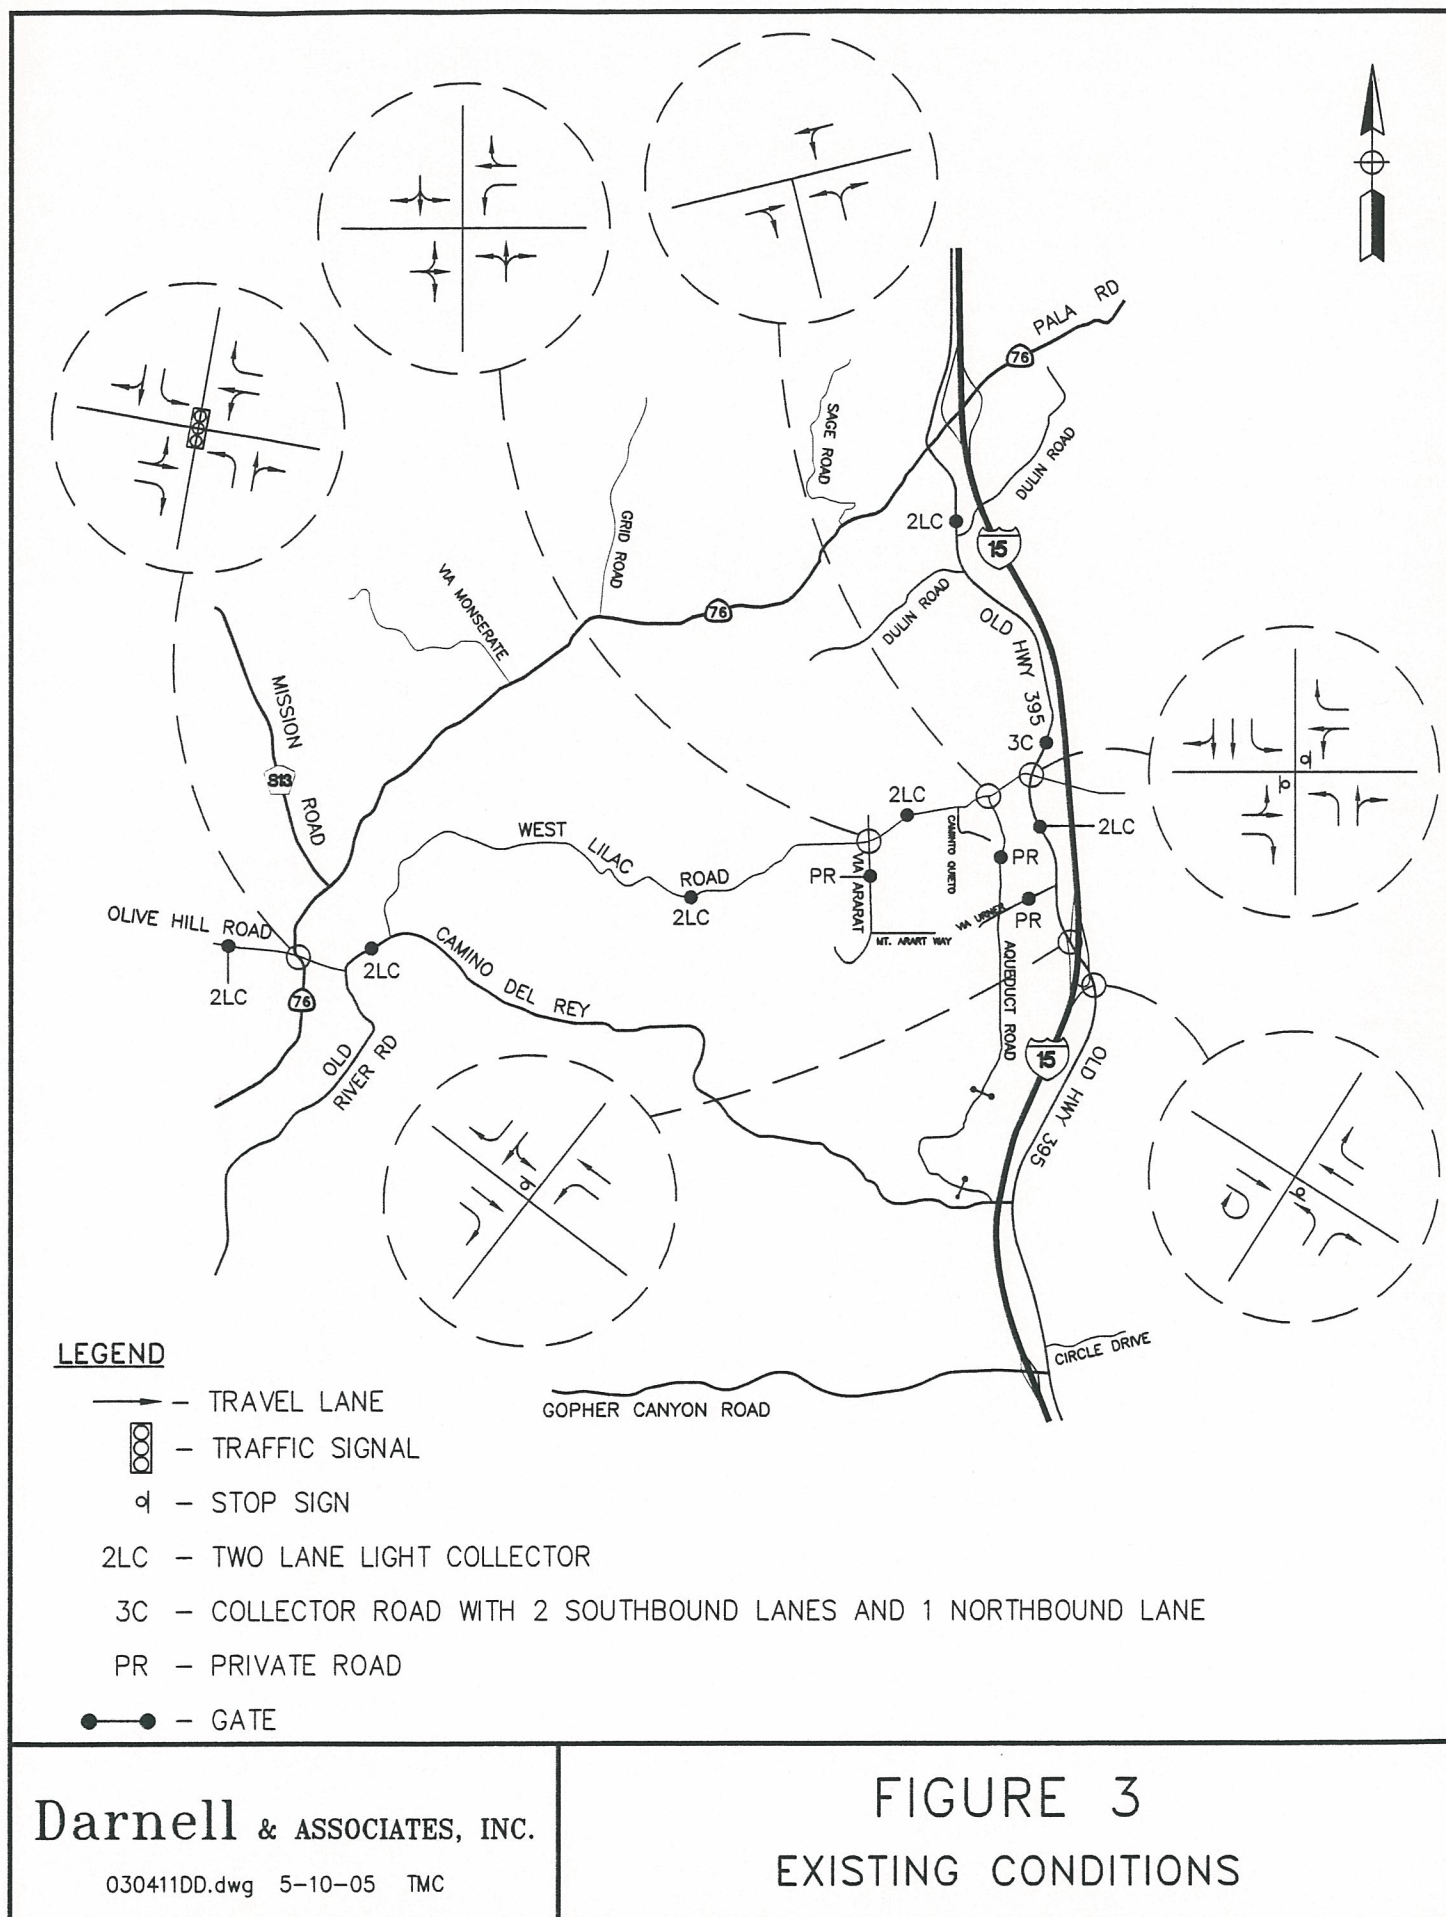 PALA RD
76
SAGE ROAD
DULIN ROAD
2LC
15
GRID ROAD
VIA MONSERATE
76
DULIN ROAD
OLD HWY 395
MISSION ROAD
S13
3C
2LC
WEST LILAC ROAD
2LC
CAMINTO QUIETO
PR
PR
VIA ARARAT
2LC
VIA URNER
PR
OLIVE HILL ROAD
MT. ARART WAY
2LC
2LC
CAMINO DEL REY
76
AQUEDUCT ROAD
OLD RIVER RD
15
OLD HWY 395
CIRCLE DRIVE
GOPHER CANYON ROAD
LEGEND
– TRAVEL LANE
– TRAFFIC SIGNAL
– STOP SIGN
2LC – TWO LANE LIGHT COLLECTOR
3C – COLLECTOR ROAD WITH 2 SOUTHBOUND LANES AND 1 NORTHBOUND LANE
PR – PRIVATE ROAD
– GATE
Darnell & ASSOCIATES, INC.
030411DD.dwg 5-10-05 TMC
FIGURE 3
EXISTING CONDITIONS